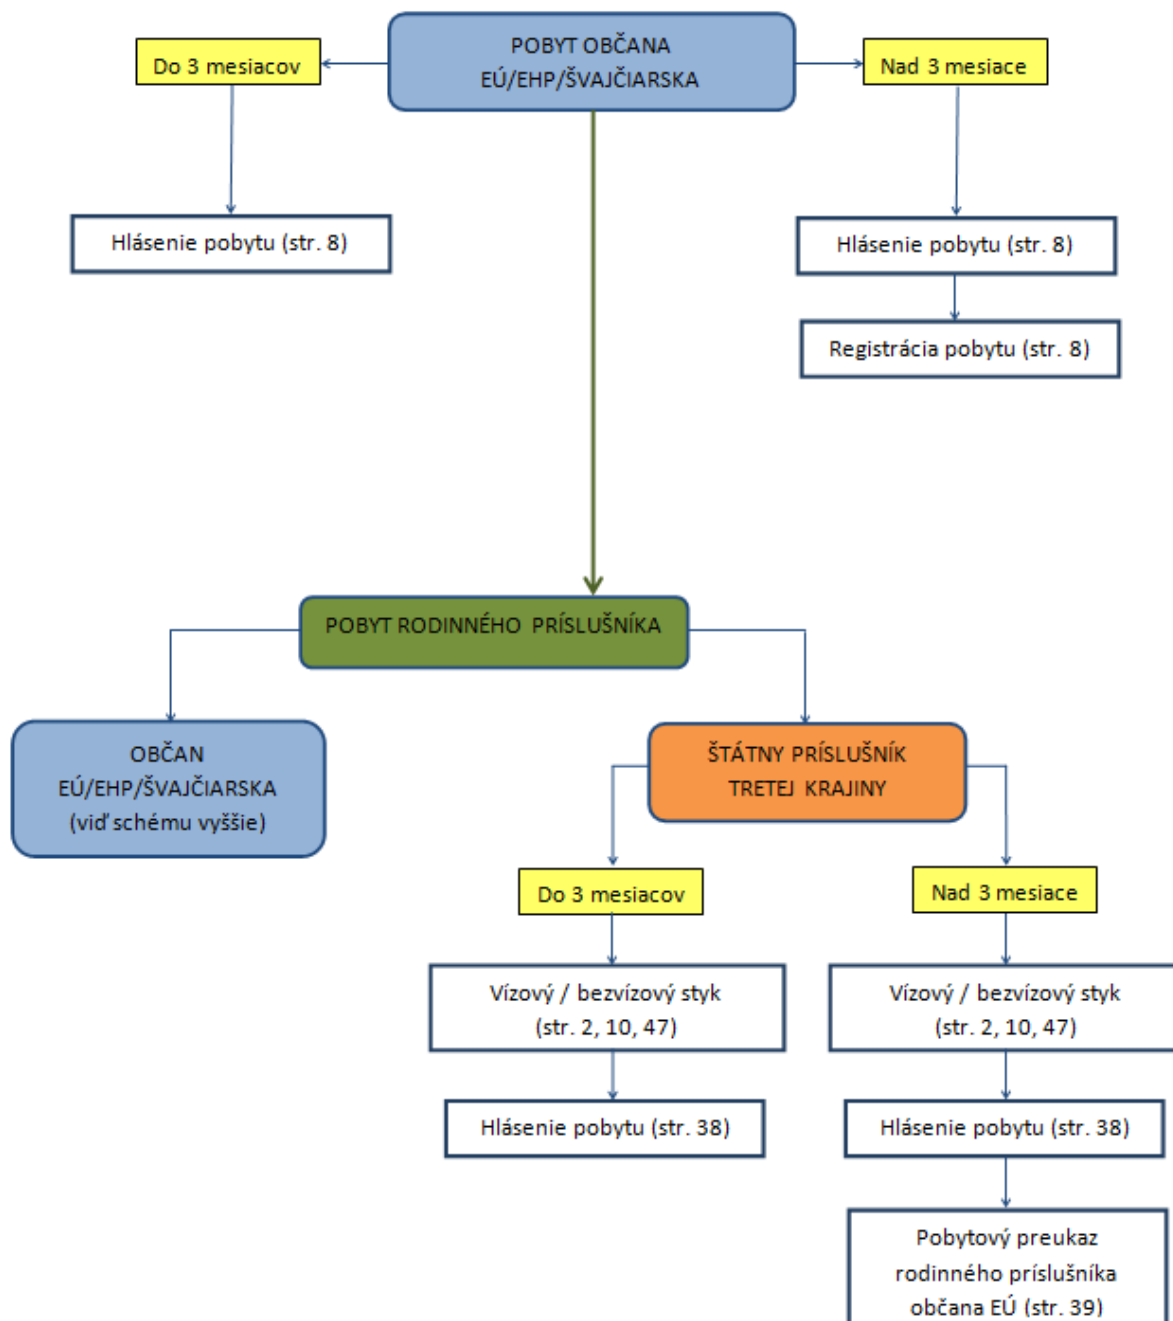 POBYT OBČANA
EÚ/EHP/ŠVAJČIARSKA
Do 3 mesiacov
Nad 3 mesiace
Hlásenie pobytu (str. 8)
Hlásenie pobytu (str. 8)
Registrácia pobytu (str. 8)
POBYT RODINNÉHO PRÍSLUŠNÍKA
OBČAN
EÚ/EHP/ŠVAJČIARSKA
(viď schému vyššie)
ŠTÁTNY PRÍSLUŠNÍK
TRETEJ KRAJINY
Do 3 mesiacov
Nad 3 mesiace
Vízový / bezvízový styk
(str. 2, 10, 47)
Vízový / bezvízový styk
(str. 2, 10, 47)
Hlásenie pobytu (str. 38)
Hlásenie pobytu (str. 38)
Pobytový preukaz
rodinného príslušníka
občana EÚ (str. 39)